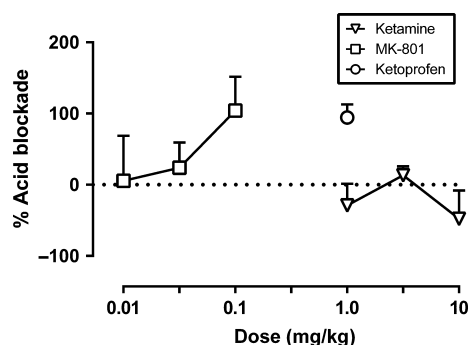 Ketamine
MK-801
Ketoprofen
200
100
0
−100
% Acid blockade
0.01
0.1
1.0
10
Dose (mg/kg)